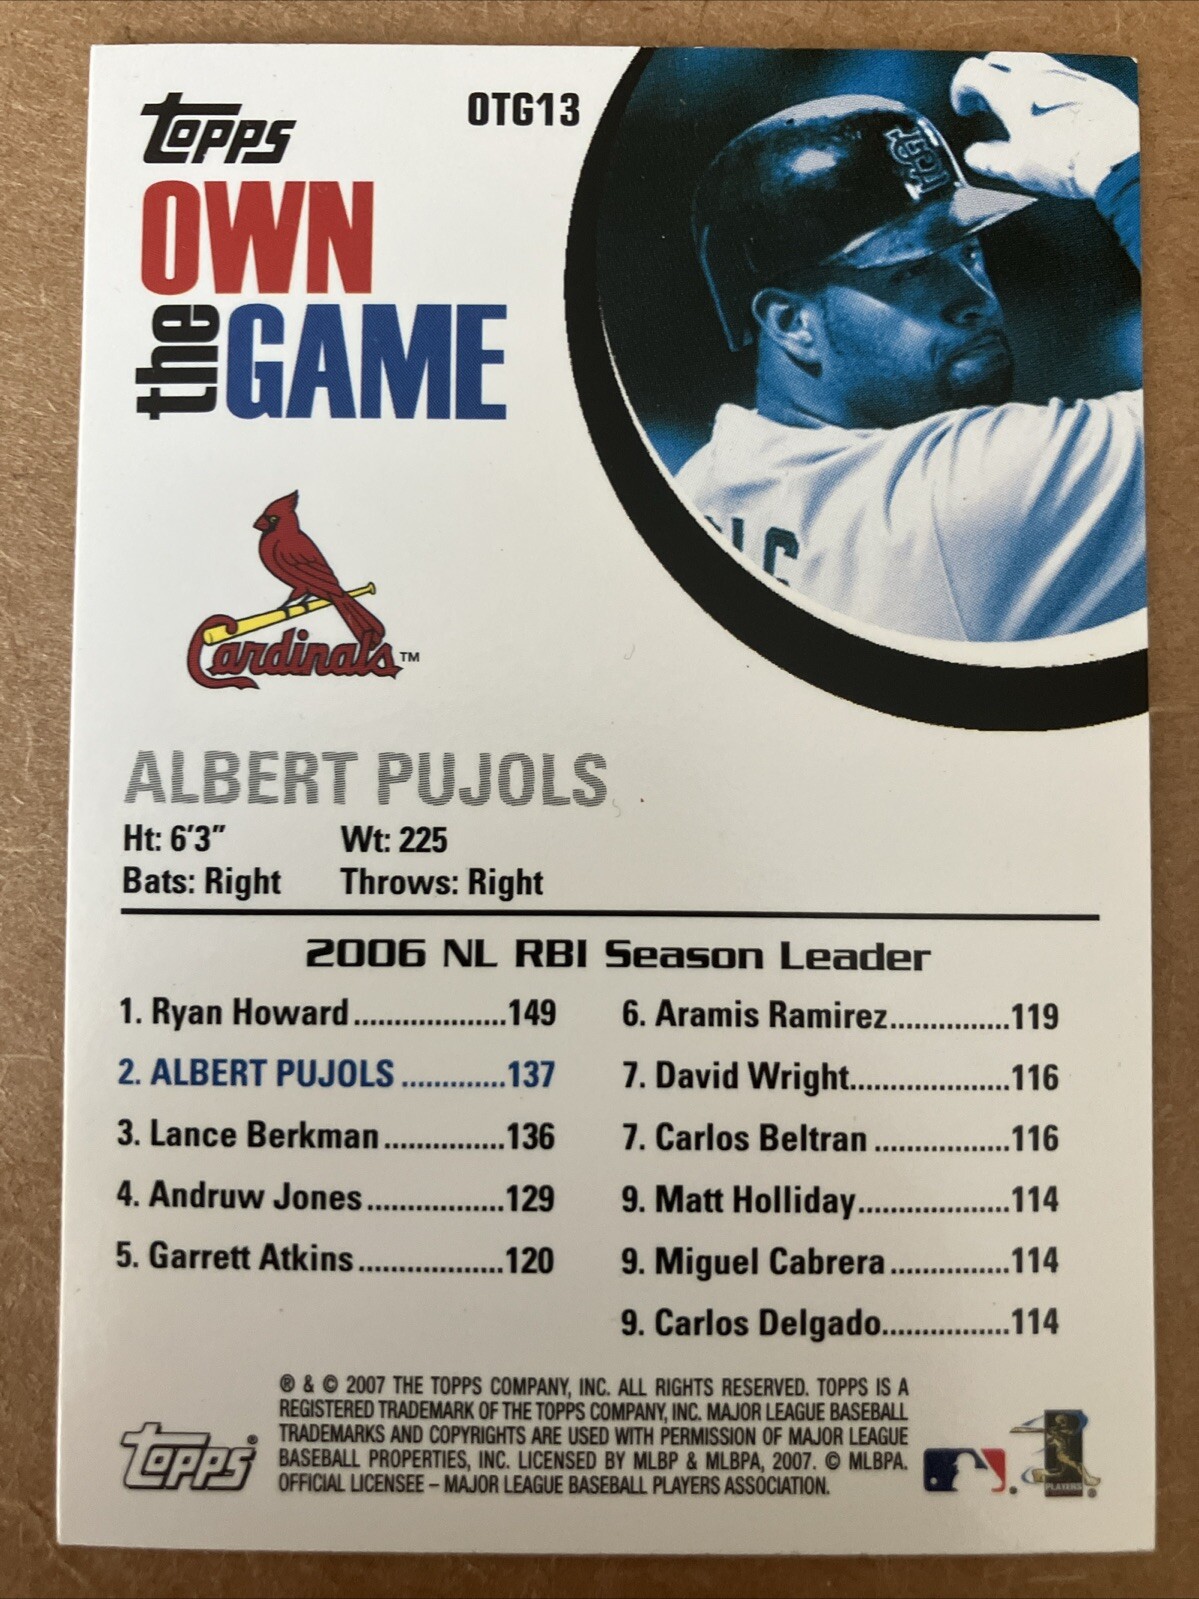 Topps
OTG13
OWN
the GAME
Cardinals™
ALBERT PUJOLS
Ht: 6'3" Wt: 225
Bats: Right Throws: Right
2006 NL RBI Season Leader
1. Ryan Howard...................149
2. ALBERT PUJOLS.............137
3. Lance Berkman...............136
4. Andruw Jones.................129
5. Garrett Atkins..................120
6. Aramis Ramirez...............119
7. David Wright....................116
7. Carlos Beltran.................116
9. Matt Holliday...................114
9. Miguel Cabrera...............114
9. Carlos Delgado................114
® & © 2007 THE TOPPS COMPANY, INC. ALL RIGHTS RESERVED. TOPPS IS A
REGISTERED TRADEMARK OF THE TOPPS COMPANY, INC. MAJOR LEAGUE BASEBALL
TRADEMARKS AND COPYRIGHTS ARE USED WITH PERMISSION OF MAJOR LEAGUE
BASEBALL PROPERTIES, INC. LICENSED BY MLBP & MLBPA, 2007. © MLBPA.
OFFICIAL LICENSEE – MAJOR LEAGUE BASEBALL PLAYERS ASSOCIATION.
Topps®
PLAYERS